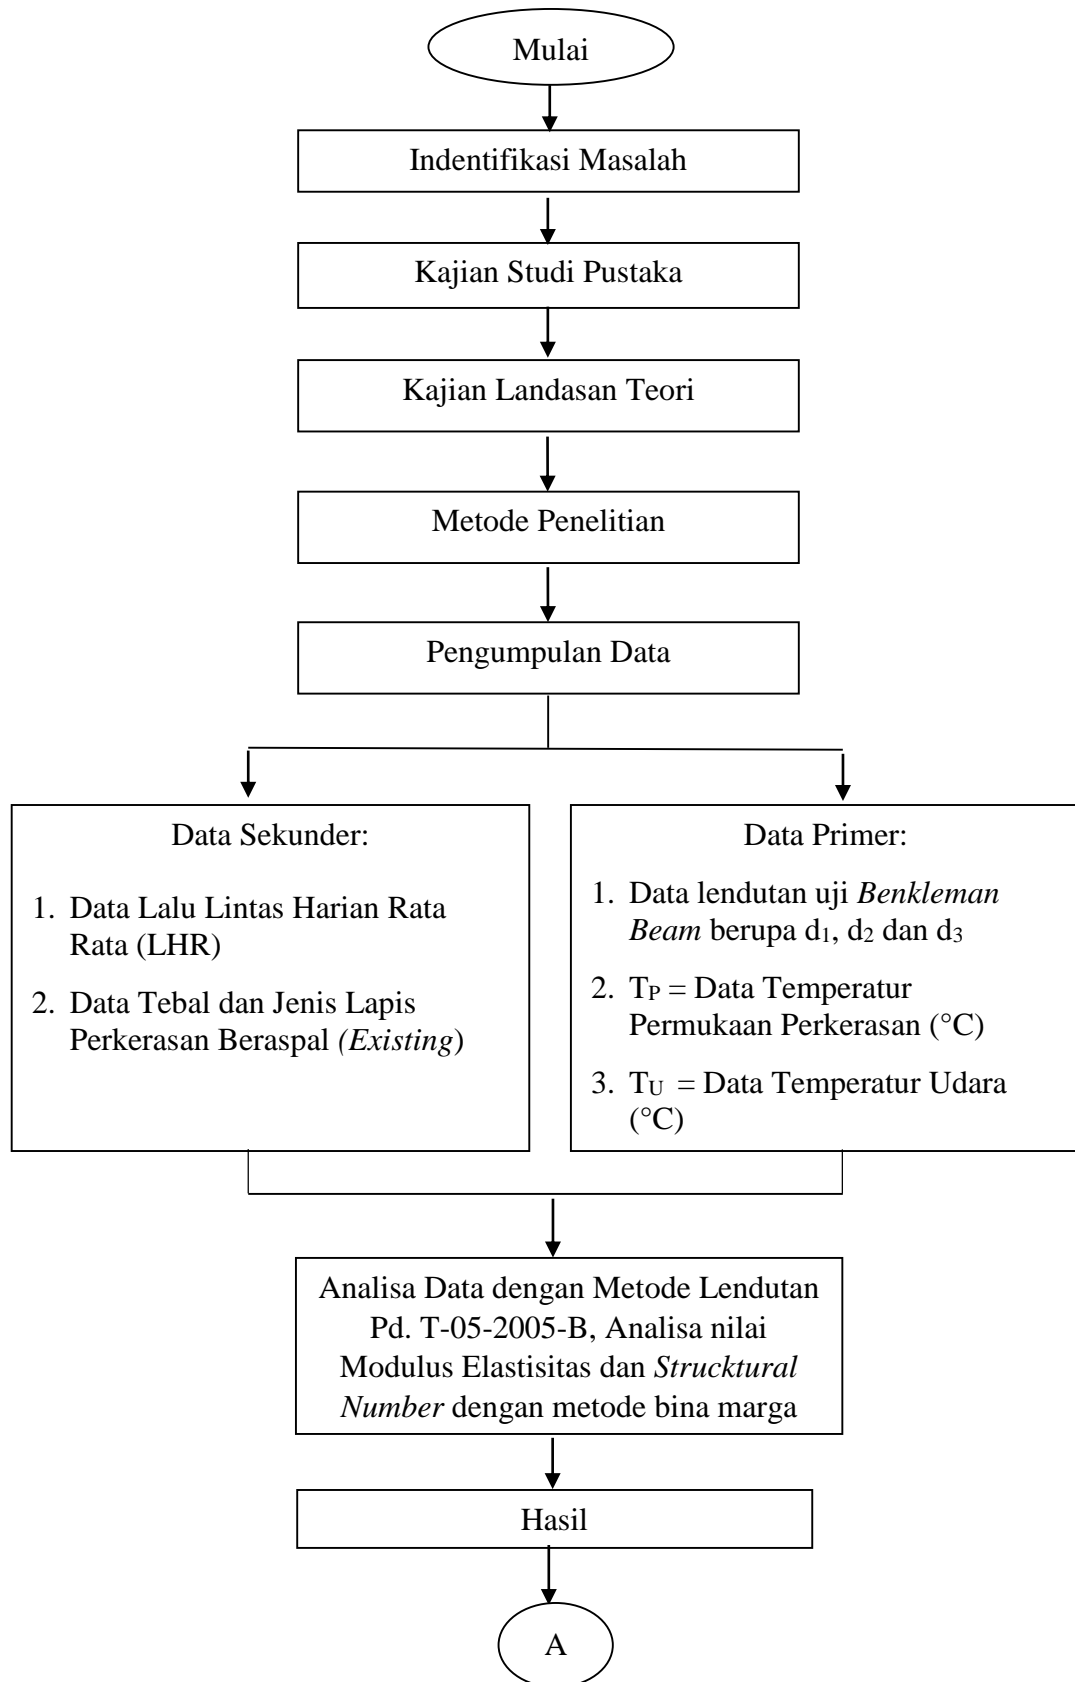 Mulai
Indentifikasi Masalah
Kajian Studi Pustaka
Kajian Landasan Teori
Metode Penelitian
Pengumpulan Data
Data Sekunder:
1. Data Lalu Lintas Harian Rata
Rata (LHR)
2. Data Tebal dan Jenis Lapis
Perkerasan Beraspal (Existing)
Data Primer:
1. Data lendutan uji Benkleman
Beam berupa d₁, d₂ dan d₃
2. Tₚ = Data Temperatur
Permukaan Perkerasan (°C)
3. TU = Data Temperatur Udara
(°C)
Analisa Data dengan Metode Lendutan
Pd. T-05-2005-B, Analisa nilai
Modulus Elastisitas dan Strucktural
Number dengan metode bina marga
Hasil
A